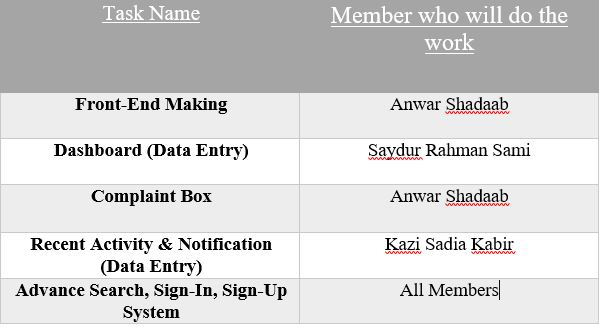 Task Name
Member who will do the
work
Front-End Making
Anwar Shadaab
Dashboard (Data Entry)
Saydur Rahman Sami
Complaint Box
Anwar Shadaab
Recent Activity & Notification
(Data Entry)
Kazi Sadia Kabir
Advance Search, Sign-In, Sign-Up
System
All Members